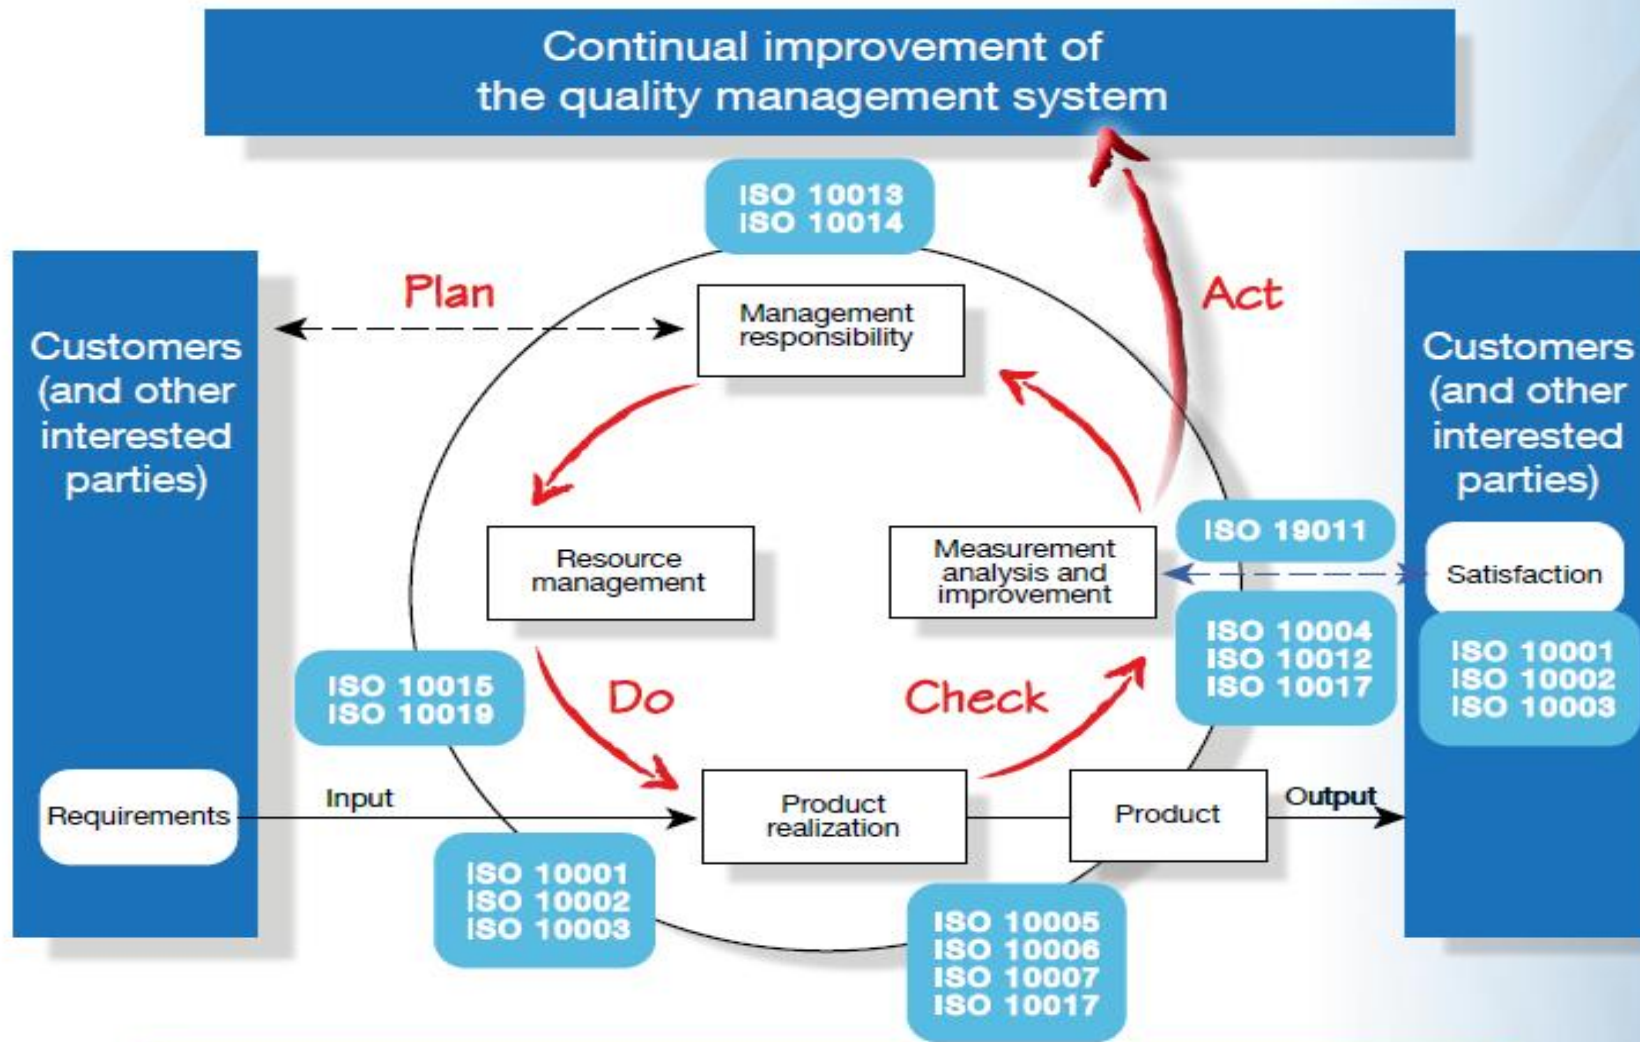 Continual improvement of
the quality management system
ISO 10013
ISO 10014
Plan
Act
Management
responsibility
Customers
(and other
interested
parties)
Customers
(and other
interested
parties)
Resource
management
Measurement
analysis and
improvement
ISO 19011
Satisfaction
ISO 10004
ISO 10012
ISO 10017
ISO 10001
ISO 10002
ISO 10003
ISO 10015
ISO 10019
Do
Check
Requirements
Input
Product
realization
Product
Output
ISO 10001
ISO 10002
ISO 10003
ISO 10005
ISO 10006
ISO 10007
ISO 10017